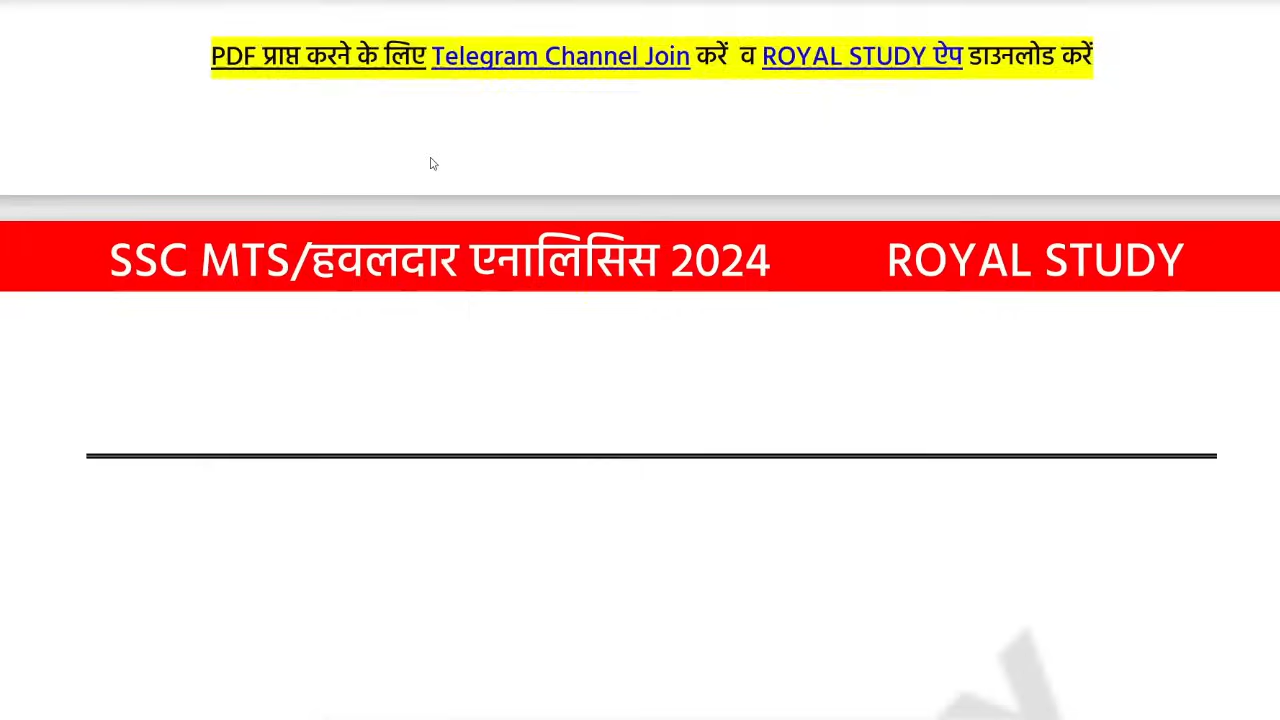 PDF प्राप्त करने के लिए Telegram Channel Join करें व ROYAL STUDY ऐप डाउनलोड करें
SSC MTS/हवलदार एनालिसिस 2024 ROYAL STUDY